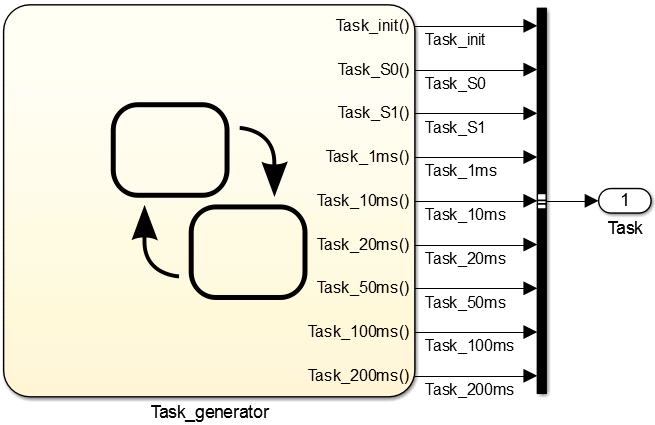 Task_init()
Task_init
Task_S0()
Task_S0
Task_S1()
Task_S1
Task_1ms()
Task_1ms
Task_10ms()
Task_10ms
1
Task
Task_20ms()
Task_20ms
Task_50ms()
Task_50ms
Task_100ms()
Task_100ms
Task_200ms()
Task_200ms
Task_generator